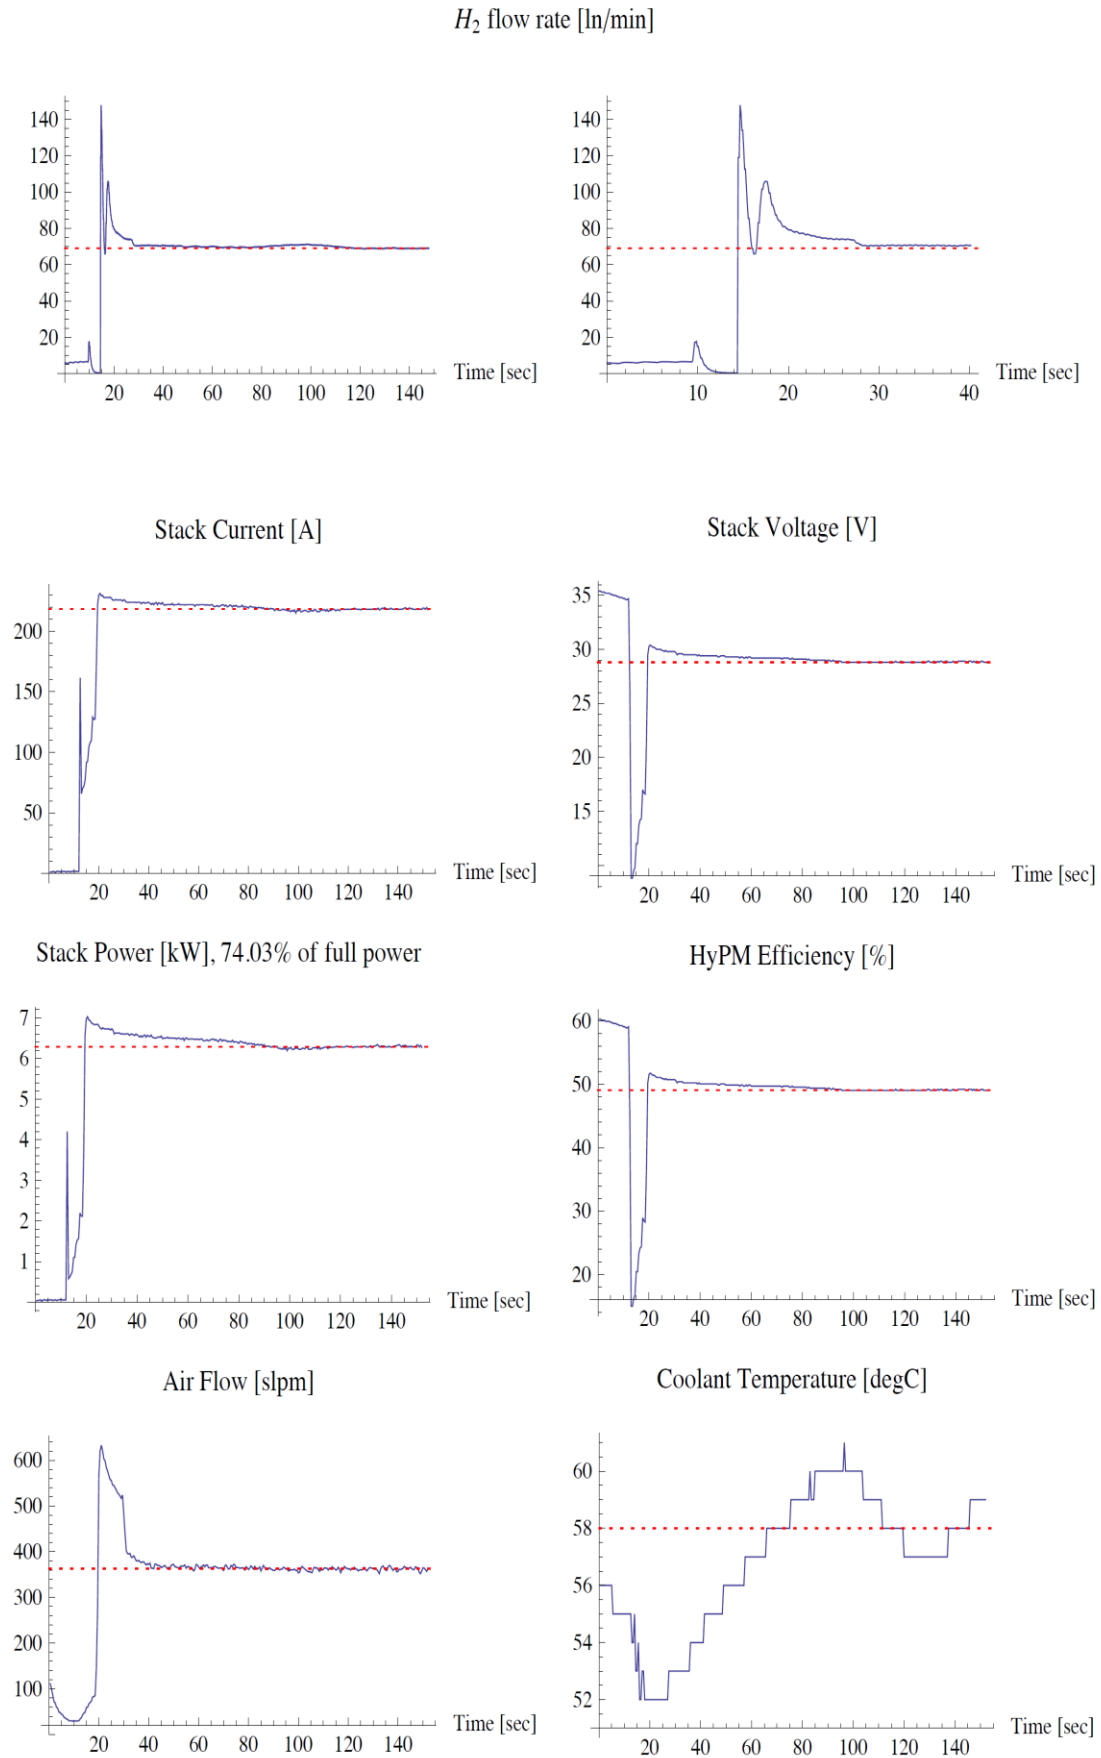 H₂ flow rate [ln/min]
140
120
100
80
60
40
20
20 40 60 80 100 120 140
Time [sec]
140
120
100
80
60
40
20
10 20 30 40
Time [sec]
Stack Current [A]
200
150
100
50
20 40 60 80 100 120 140
Time [sec]
Stack Voltage [V]
35
30
25
20
15
20 40 60 80 100 120 140
Time [sec]
Stack Power [kW], 74.03% of full power
7
6
5
4
3
2
1
20 40 60 80 100 120 140
Time [sec]
HyPM Efficiency [%]
60
50
40
30
20
20 40 60 80 100 120 140
Time [sec]
Air Flow [slpm]
600
500
400
300
200
100
20 40 60 80 100 120 140
Time [sec]
Coolant Temperature [degC]
60
58
56
54
52
20 40 60 80 100 120 140
Time [sec]